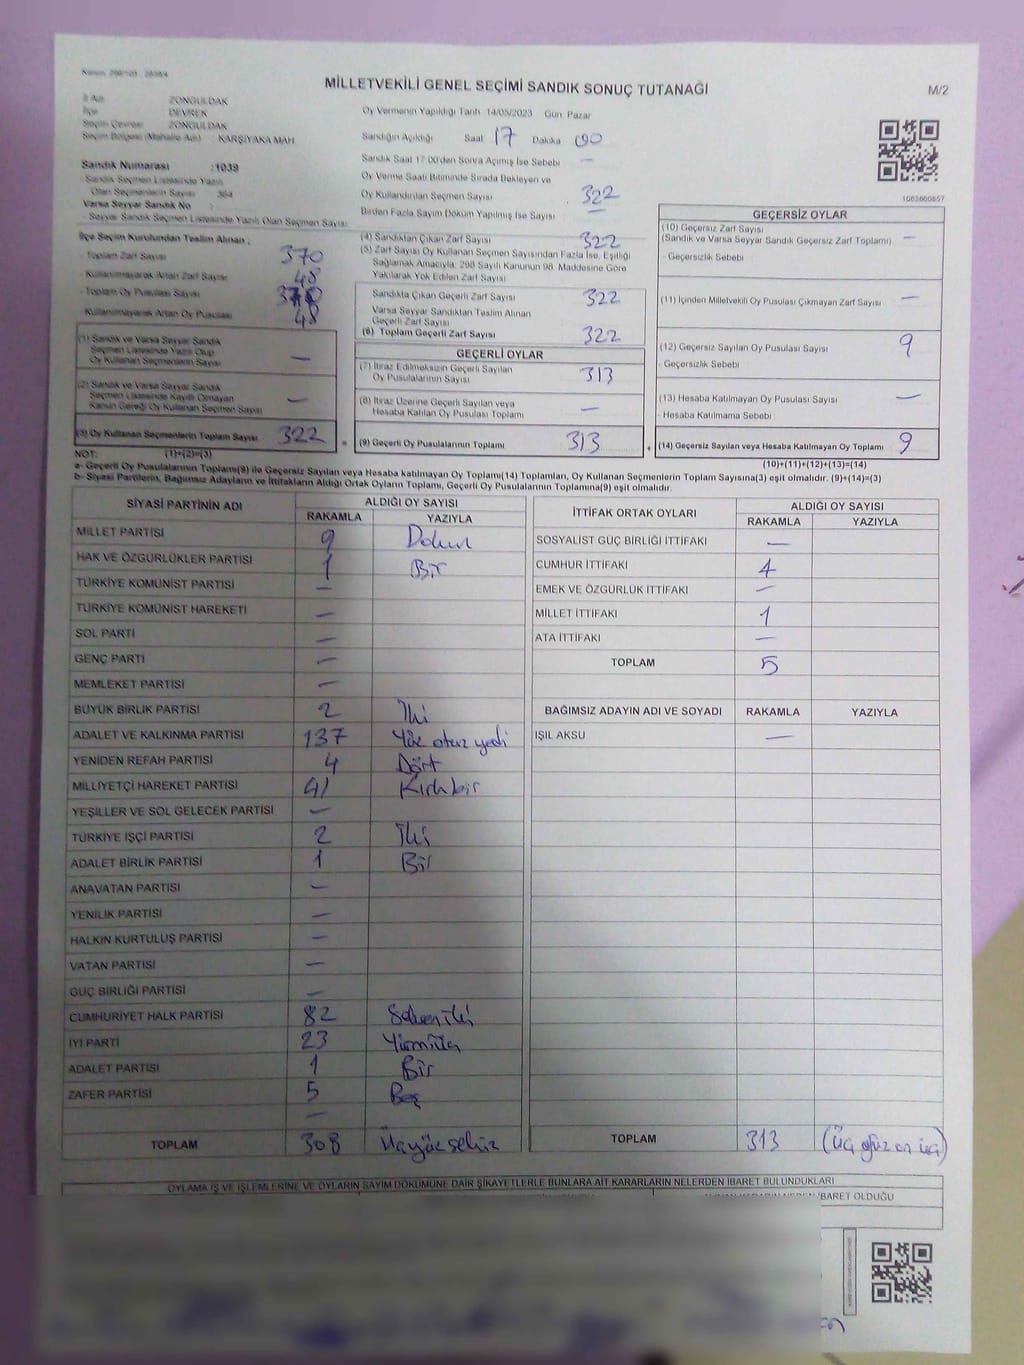 Kanun: 298/101 - 2839/4
MİLLETVEKİLİ GENEL SEÇİMİ SANDIK SONUÇ TUTANAĞI
M/2
İl Adı ZONGULDAK
İlçe DEVREK
Seçim Çevresi ZONGULDAK
Seçim Bölgesi (Mahalle Adı) : KARŞIYAKA MAH
Oy Vermenin Yapıldığı Tarih 14/05/2023 Gün Pazar
Sandığın Açıldığı Saat 17 Dakika 00
Sandık Saat 17:00'den Sonra Açılmış İse Sebebi —
Oy Verme Saati Bitiminde Sırada Bekleyen ve
Oy Kullandırılan Seçmen Sayısı 322
Birden Fazla Sayım Döküm Yapılmış İse Sayısı —
Sandık Numarası :1039
Sandık Seçmen Listesinde Yazılı
Olan Seçmenlerin Sayısı 364
Varsa Seyyar Sandık No :
Seyyar Sandık Seçmen Listesinde Yazılı Olan Seçmen Sayısı:
İlçe Seçim Kurulundan Teslim Alınan ;
- Toplam Zarf Sayısı 370
- Kullanılmayarak Artan Zarf Sayısı 48
- Toplam Oy Pusulası Sayısı 370
Kullanılmayarak Artan Oy Pusulası 48
(1) Sandık ve Varsa Seyyar Sandık
Seçmen Listesinde Yazılı Olup
Oy Kullanan Seçmenlerin Sayısı —
(2) Sandık ve Varsa Seyyar Sandık
Seçmen Listesinde Kayıtlı Olmayan
Kanun Gereği Oy Kullanan Seçmen Sayısı —
(3) Oy Kullanan Seçmenlerin Toplam Sayısı 322 =
(1)+(2)=(3)
(4) Sandıktan Çıkan Zarf Sayısı 322
(5) Zarf Sayısı Oy Kullanan Seçmen Sayısından Fazla İse, Eşitliği
Sağlamak Amacıyla; 298 Sayılı Kanunun 98. Maddesine Göre
Yakılarak Yok Edilen Zarf Sayısı
Sandıkta Çıkan Geçerli Zarf Sayısı 322
Varsa Seyyar Sandıktan Teslim Alınan
Geçerli Zarf Sayısı
(6) Toplam Geçerli Zarf Sayısı 322
GEÇERLİ OYLAR
(7) İtiraz Edilmeksizin Geçerli Sayılan
Oy Pusulalarının Sayısı 313
(8) İtiraz Üzerine Geçerli Sayılan veya
Hesaba Katılan Oy Pusulası Toplamı —
(9) Geçerli Oy Pusulalarının Toplamı 313 +
1063660857
GEÇERSİZ OYLAR
(10) Geçersiz Zarf Sayısı
(Sandık ve Varsa Seyyar Sandık Geçersiz Zarf Toplamı) —
- Geçersizlik Sebebi
(11) İçinden Milletvekili Oy Pusulası Çıkmayan Zarf Sayısı —
(12) Geçersiz Sayılan Oy Pusulası Sayısı 9
- Geçersizlik Sebebi
(13) Hesaba Katılmayan Oy Pusulası Sayısı —
- Hesaba Katılmama Sebebi
(14) Geçersiz Sayılan veya Hesaba Katılmayan Oy Toplamı 9
(10)+(11)+(12)+(13)=(14)
NOT:
a- Geçerli Oy Pusulalarının Toplamı(9) ile Geçersiz Sayılan veya Hesaba katılmayan Oy Toplamı(14) Toplamları, Oy Kullanan Seçmenlerin Toplam Sayısına(3) eşit olmalıdır. (9)+(14)=(3)
b- Siyasi Partilerin, Bağımsız Adayların ve İttifakların Aldığı Ortak Oyların Toplamı, Geçerli Oy Pusulalarının Toplamına(9) eşit olmalıdır.
SİYASİ PARTİNİN ADI ALDIĞI OY SAYISI
RAKAMLA YAZIYLA
MİLLET PARTİSİ 9 Dokuz
HAK VE ÖZGÜRLÜKLER PARTİSİ 1 Bir
TÜRKİYE KOMÜNİST PARTİSİ —
TÜRKİYE KOMÜNİST HAREKETİ —
SOL PARTİ —
GENÇ PARTİ —
MEMLEKET PARTİSİ —
BÜYÜK BİRLİK PARTİSİ 2 İki
ADALET VE KALKINMA PARTİSİ 137 Yüz otuz yedi
YENİDEN REFAH PARTİSİ 4 Dört
MİLLİYETÇİ HAREKET PARTİSİ 41 Kırk bir
YEŞİLLER VE SOL GELECEK PARTİSİ —
TÜRKİYE İŞÇİ PARTİSİ 2 İki
ADALET BİRLİK PARTİSİ 1 Bir
ANAVATAN PARTİSİ —
YENİLİK PARTİSİ —
HALKIN KURTULUŞ PARTİSİ —
VATAN PARTİSİ —
GÜÇ BİRLİĞİ PARTİSİ —
CUMHURİYET HALK PARTİSİ 82 Seksen iki
İYİ PARTİ 23 Yirmi üç
ADALET PARTİSİ 1 Bir
ZAFER PARTİSİ 5 Beş
—
TOPLAM 308 Üçyüz sekiz
İTTİFAK ORTAK OYLARI ALDIĞI OY SAYISI
RAKAMLA YAZIYLA
SOSYALİST GÜÇ BİRLİĞİ İTTİFAKI —
CUMHUR İTTİFAKI 4
EMEK VE ÖZGÜRLÜK İTTİFAKI —
MİLLET İTTİFAKI 1
ATA İTTİFAKI —
TOPLAM 5
BAĞIMSIZ ADAYIN ADI VE SOYADI RAKAMLA YAZIYLA
IŞIL AKSU —
TOPLAM 313 (Üç yüz on üç)
OYLAMA İŞ VE İŞLEMLERİNE VE OYLARIN SAYIM DÖKÜMÜNE DAİR ŞİKAYETLERLE BUNLARA AİT KARARLARIN NELERDEN İBARET BULUNDUKLARI
İBARET OLDUĞU